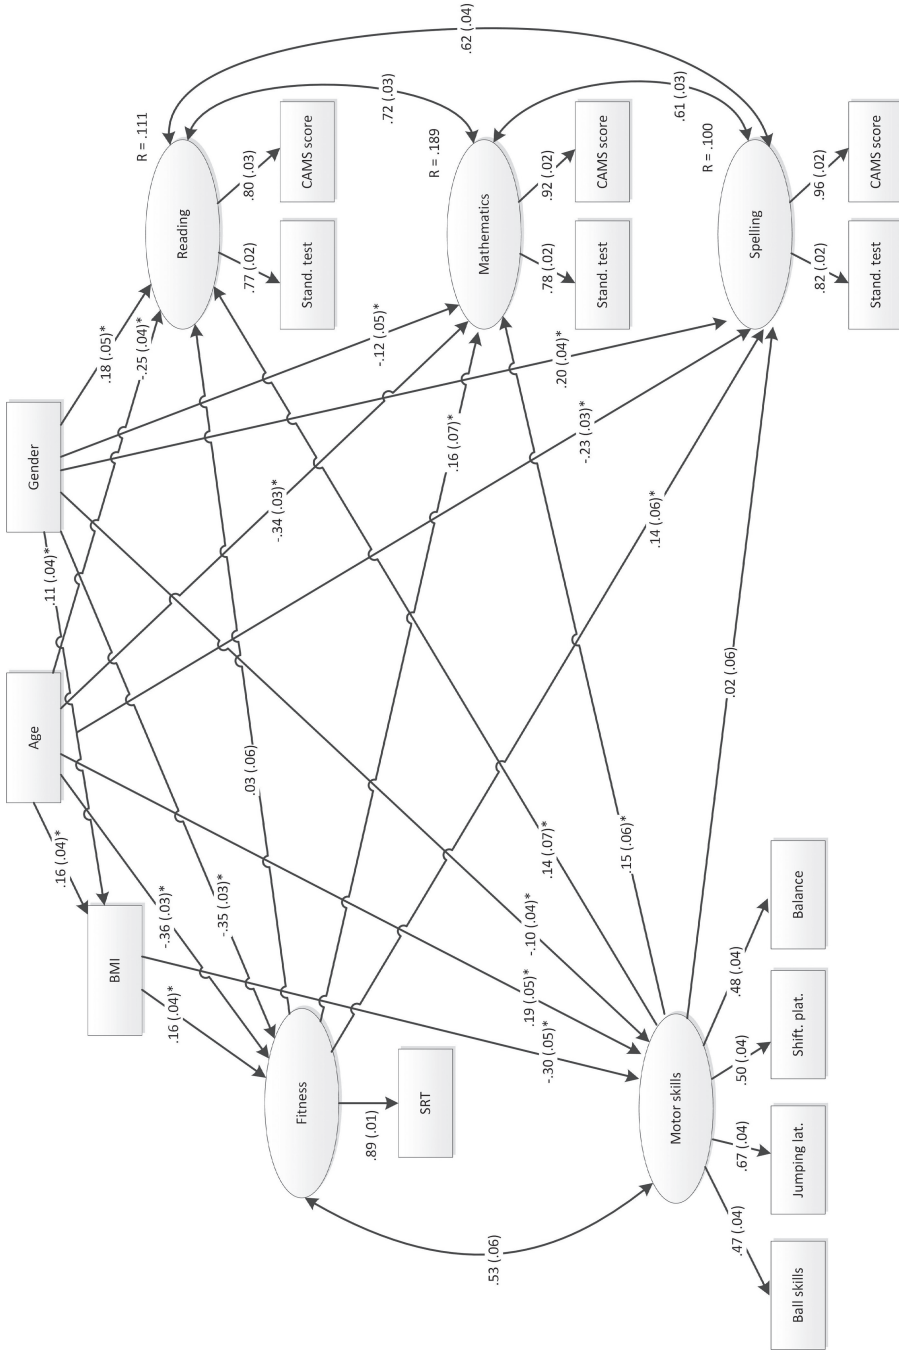 Gender
Age
BMI
.16 (.04)*
.11 (.04)*
-.36 (.03)*
-.35 (.03)*
.16 (.04)*
.18 (.05)*
-.25 (.04)*
-.12 (.05)*
-.34 (.03)*
.20 (.04)*
-.23 (.03)*
.19 (.05)*
-.10 (.04)*
-.30 (.05)*
.03 (.06)
.16 (.07)*
.14 (.06)*
.14 (.07)*
.15 (.06)*
.02 (.06)
Fitness
.89 (.01)
SRT
.53 (.06)
Motor skills
.47 (.04)
.67 (.04)
.50 (.04)
.48 (.04)
Ball skills
Jumping lat.
Shift. plat.
Balance
R = .111
Reading
.77 (.02)
.80 (.03)
Stand. test
CAMS score
R = .189
Mathematics
.78 (.02)
.92 (.02)
Stand. test
CAMS score
R = .100
Spelling
.82 (.02)
.96 (.02)
Stand. test
CAMS score
.72 (.03)
.61 (.03)
.62 (.04)